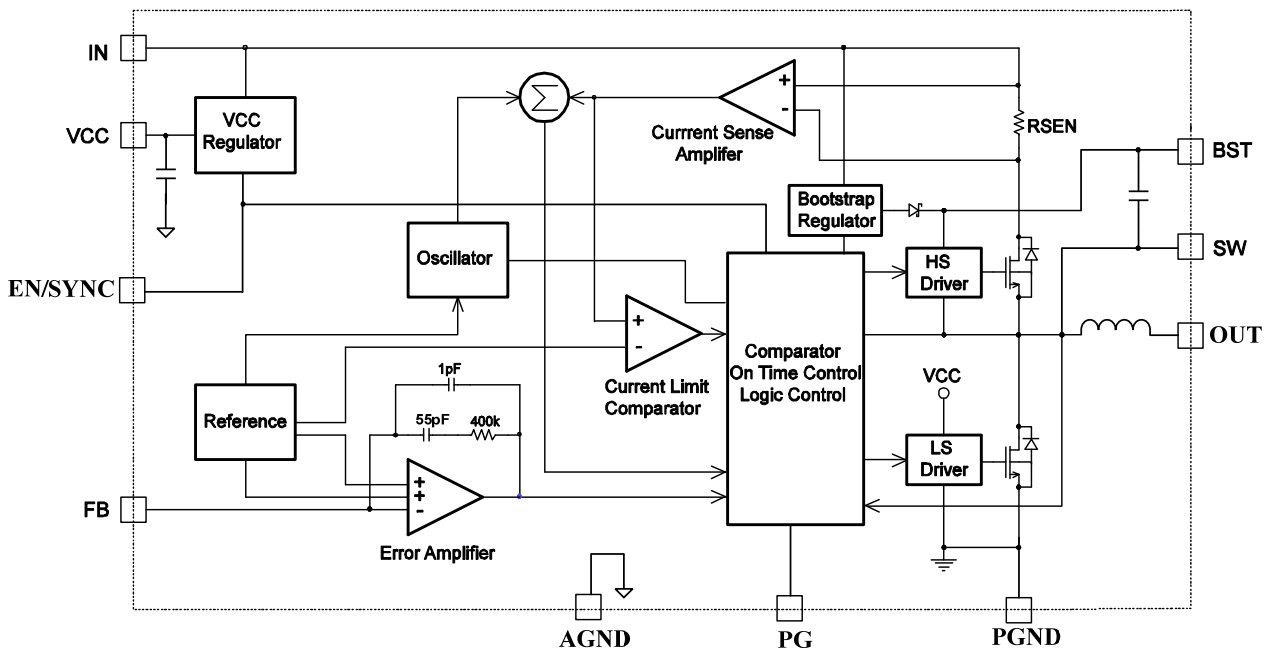 IN
VCC
VCC
Regulator
Σ
+
-
Currrent Sense
Amplifer
RSEN
BST
Bootstrap
Regulator
SW
EN/SYNC
Oscillator
HS
Driver
+
-
Current Limit
Comparator
Comparator
On Time Control
Logic Control
OUT
VCC
1pF
55pF
400k
Reference
LS
Driver
FB
+
+
-
Error Amplifier
AGND
PG
PGND